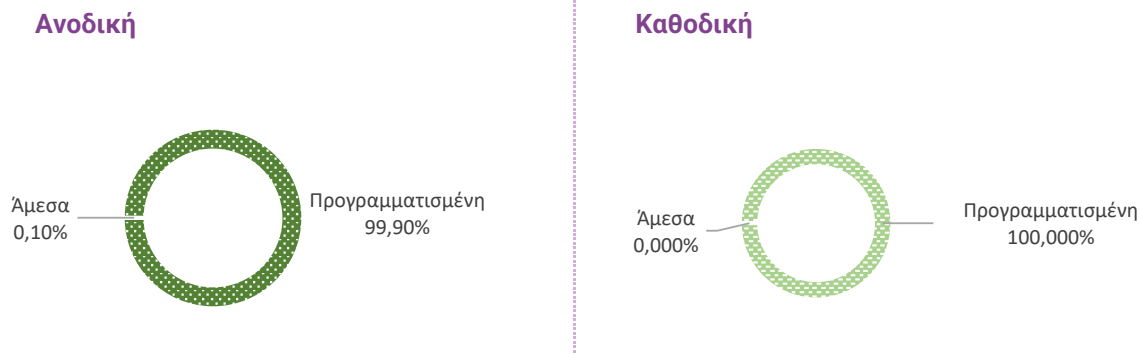 Ανοδική
Άμεσα
0,10%
Προγραμματισμένη
99,90%
Καθοδική
Άμεσα
0,000%
Προγραμματισμένη
100,000%